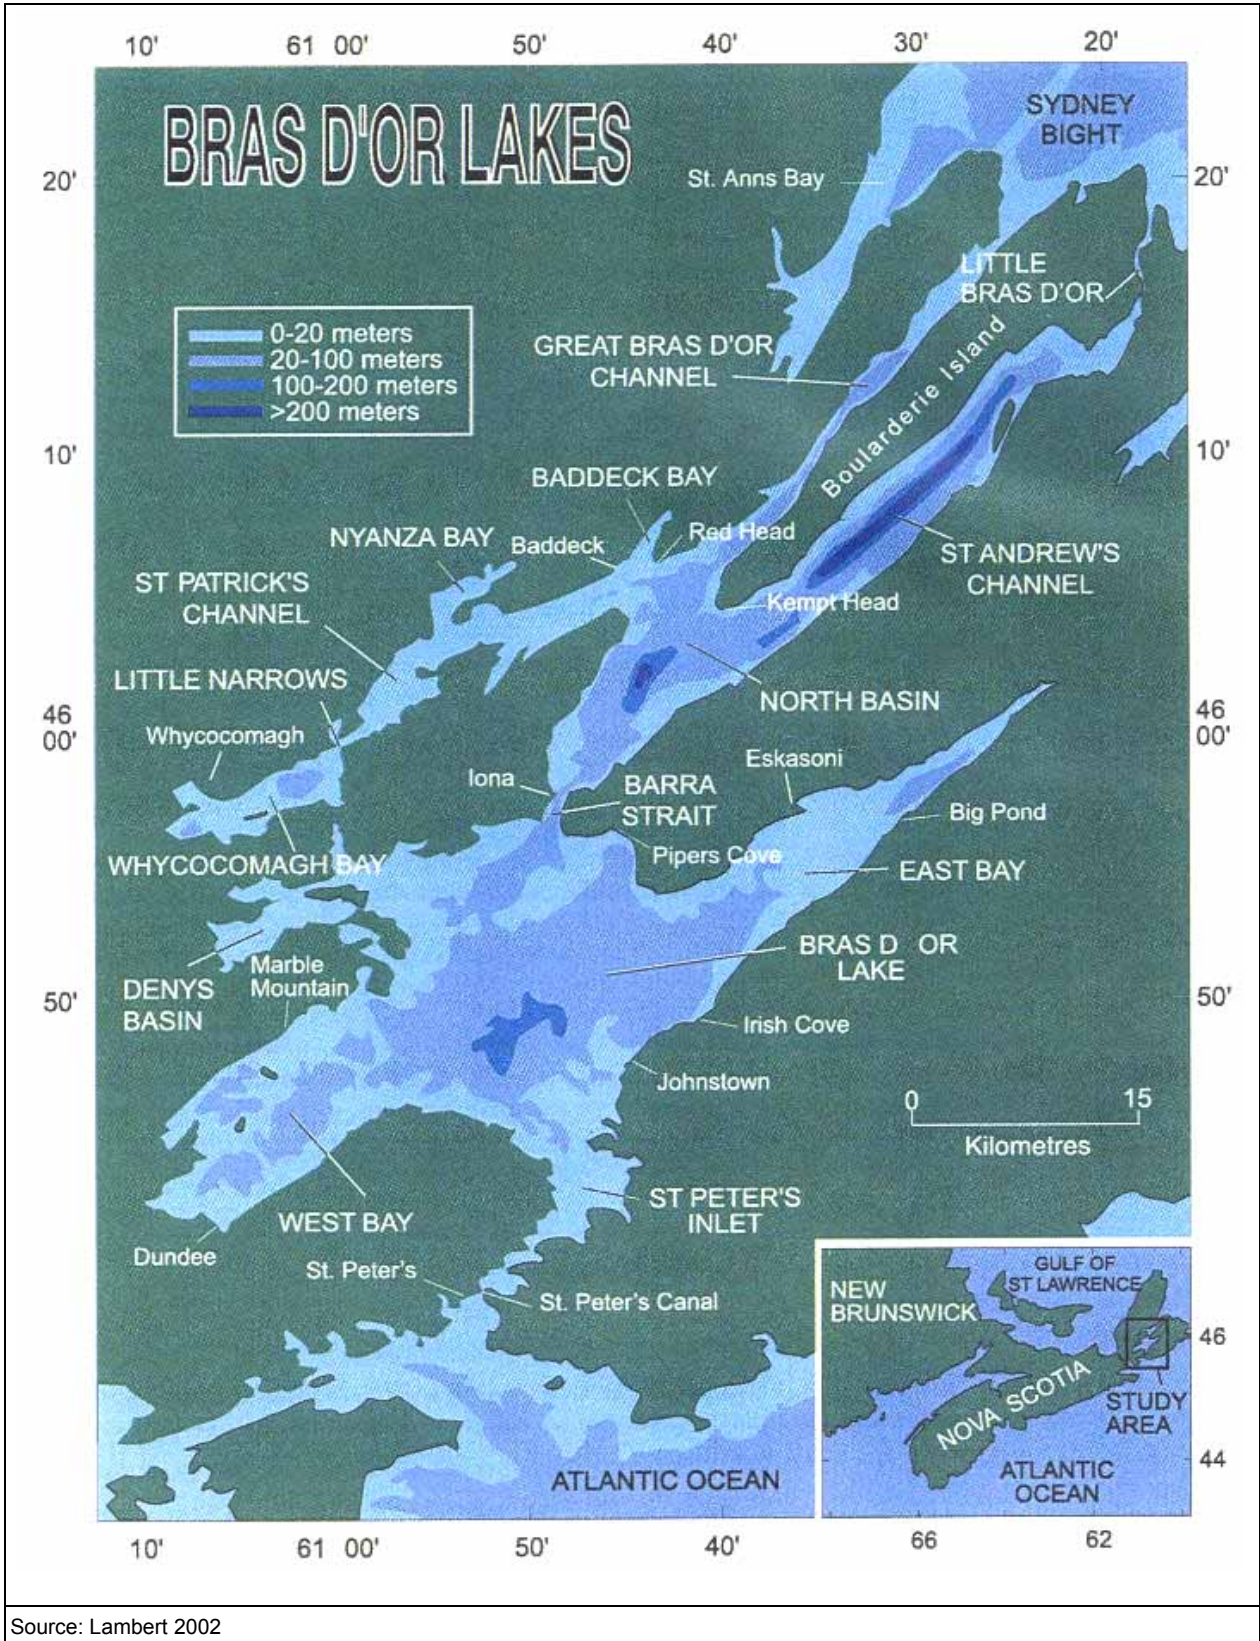 10' 61 00' 50' 40' 30' 20'
BRAS D'OR LAKES
SYDNEY
BIGHT
St. Anns Bay
20'
20'
LITTLE
BRAS D'OR
0-20 meters
20-100 meters
100-200 meters
>200 meters
GREAT BRAS D'OR
CHANNEL
Boularderie Island
10'
10'
BADDECK BAY
NYANZA BAY
Baddeck
Red Head
ST ANDREW'S
CHANNEL
ST PATRICK'S
CHANNEL
Kempt Head
LITTLE NARROWS
NORTH BASIN
46
00'
46
00'
Whycocomagh
Eskasoni
Iona
BARRA
STRAIT
Big Pond
Pipers Cove
WHYCOCOMAGH BAY
EAST BAY
BRAS D OR
LAKE
Marble
Mountain
DENYS
BASIN
50'
50'
Irish Cove
Johnstown
0 15
Kilometres
ST PETER'S
INLET
WEST BAY
Dundee
St. Peter's
St. Peter's Canal
GULF OF
ST LAWRENCE
NEW
BRUNSWICK
46
NOVA SCOTIA
STUDY
AREA
44
ATLANTIC
OCEAN
ATLANTIC OCEAN
10' 61 00' 50' 40' 66 62
Source: Lambert 2002